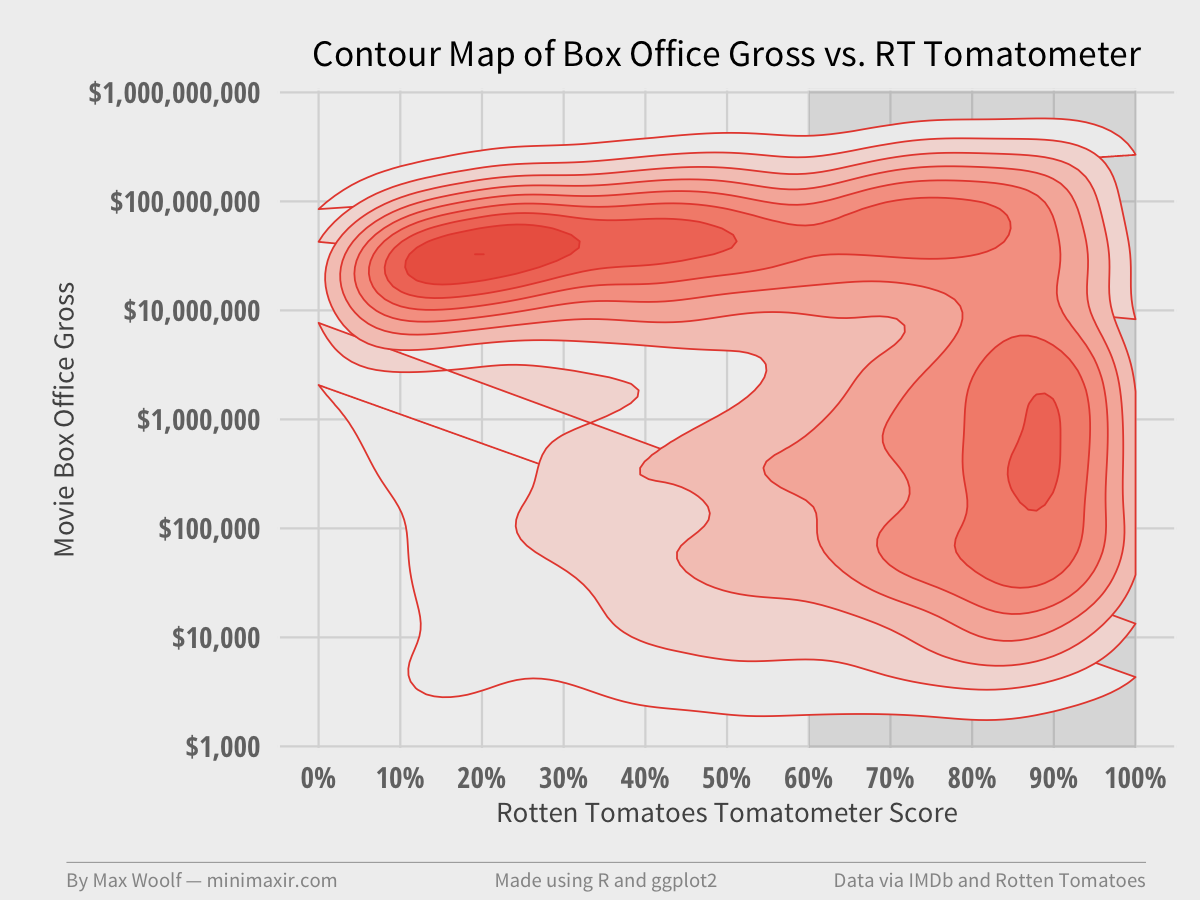 Contour Map of Box Office Gross vs. RT Tomatometer
Movie Box Office Gross
$1,000,000,000
$100,000,000
$10,000,000
$1,000,000
$100,000
$10,000
$1,000
0% 10% 20% 30% 40% 50% 60% 70% 80% 90% 100%
Rotten Tomatoes Tomatometer Score
By Max Woolf — minimaxir.com Made using R and ggplot2 Data via IMDb and Rotten Tomatoes